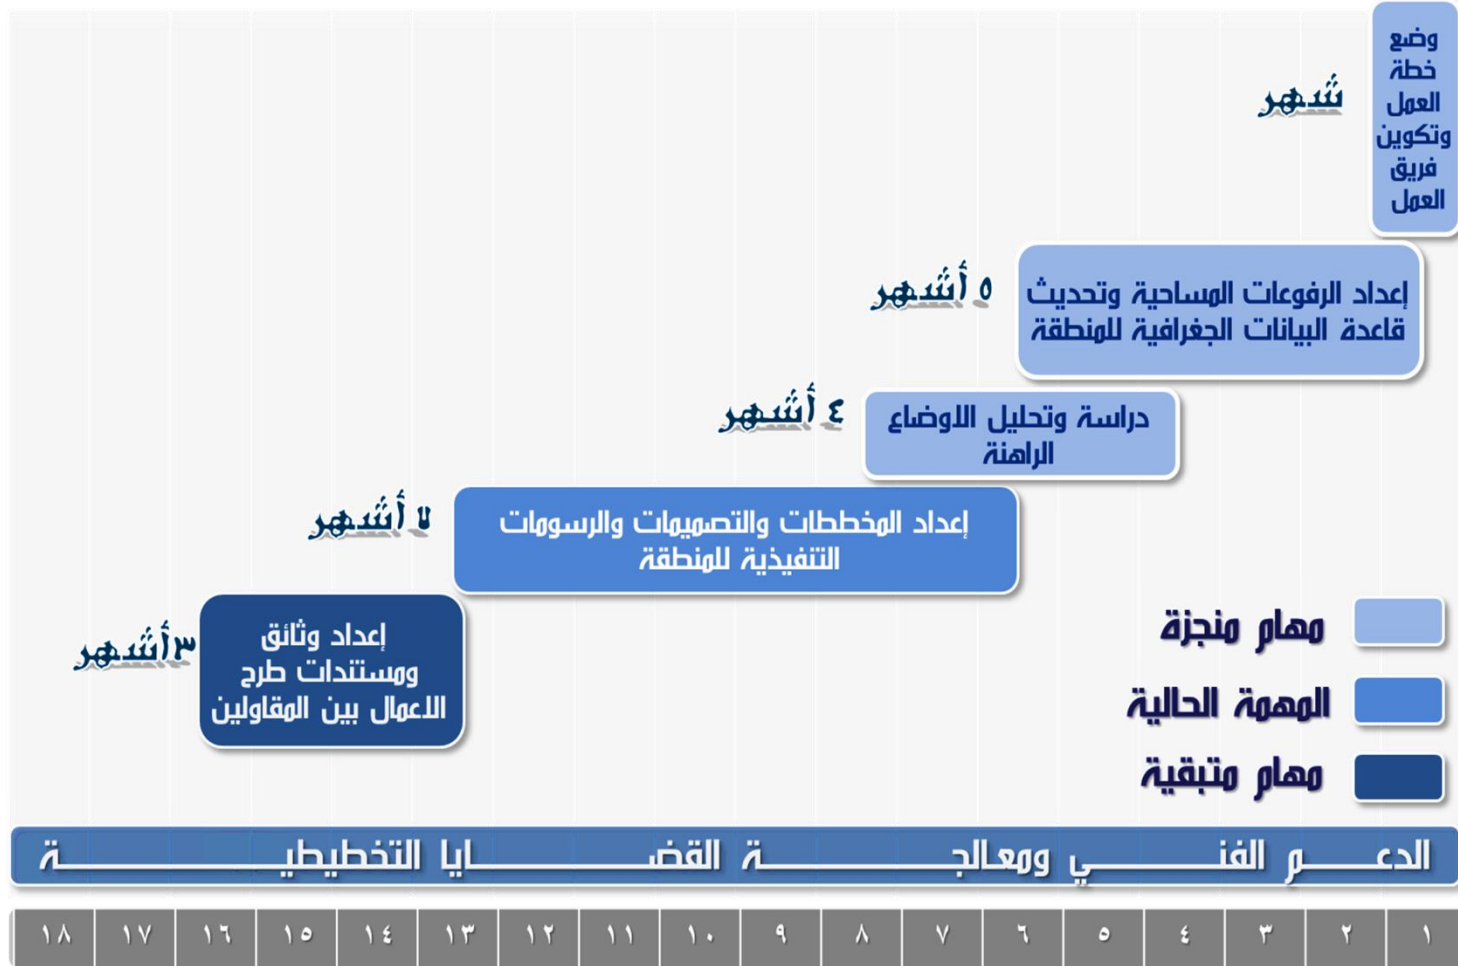 وضع
خطة
العمل
وتكوين
فريق
العمل
شهر
إعداد الرفوعات المساحية وتحديث
قاعدة البيانات الجغرافية للمنطقة
٥ أشهر
دراسة وتحليل الاوضاع
الراهنة
٤ أشهر
إعداد المخططات والتصميمات والرسومات
التنفيذية للمنطقة
٧ أشهر
إعداد وثائق
ومستندات طرح
الاعمال بين المقاولين
٣أشهر
مهام منجزة
المهمة الحالية
مهام متبقية
الدعـــم الفنـــي ومعالجـــــة القضـــــايا التخطيطيـــــة
١ ٢ ٣ ٤ ٥ ٦ ٧ ٨ ٩ ١٠ ١١ ١٢ ١٣ ١٤ ١٥ ١٦ ١٧ ١٨